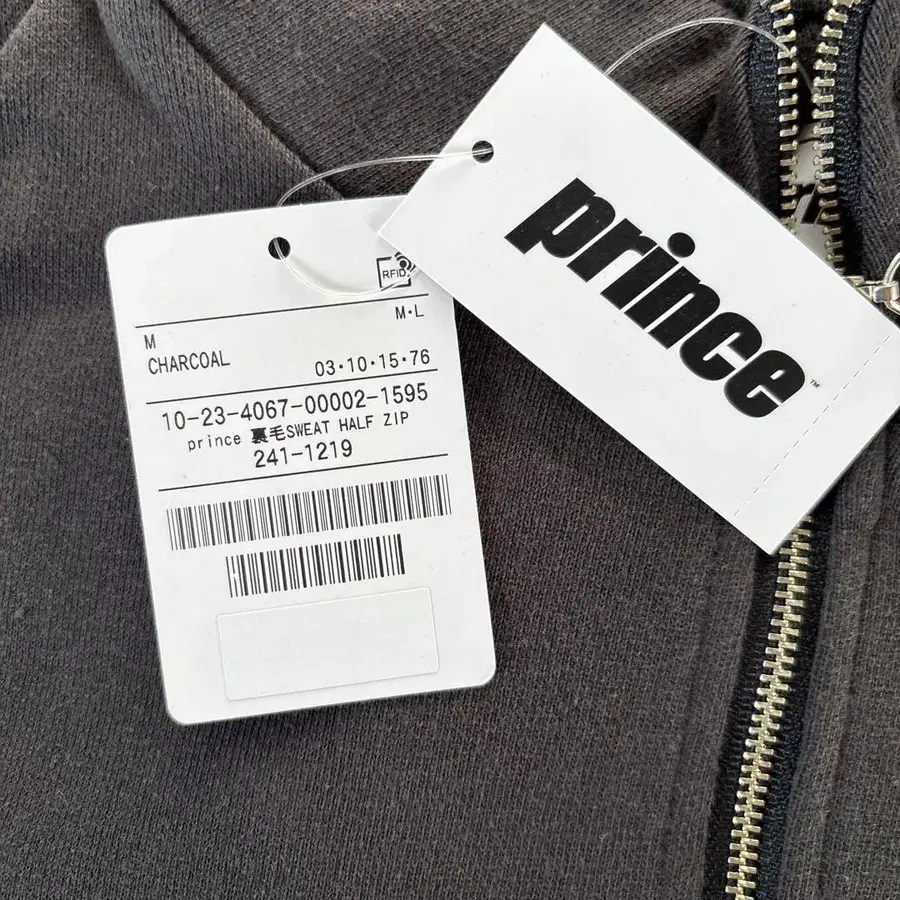 RFID
M·L
M
CHARCOAL
03·10·15·76
10-23-4067-00002-1595
prince 裏毛SWEAT HALF ZIP
241-1219
prince™